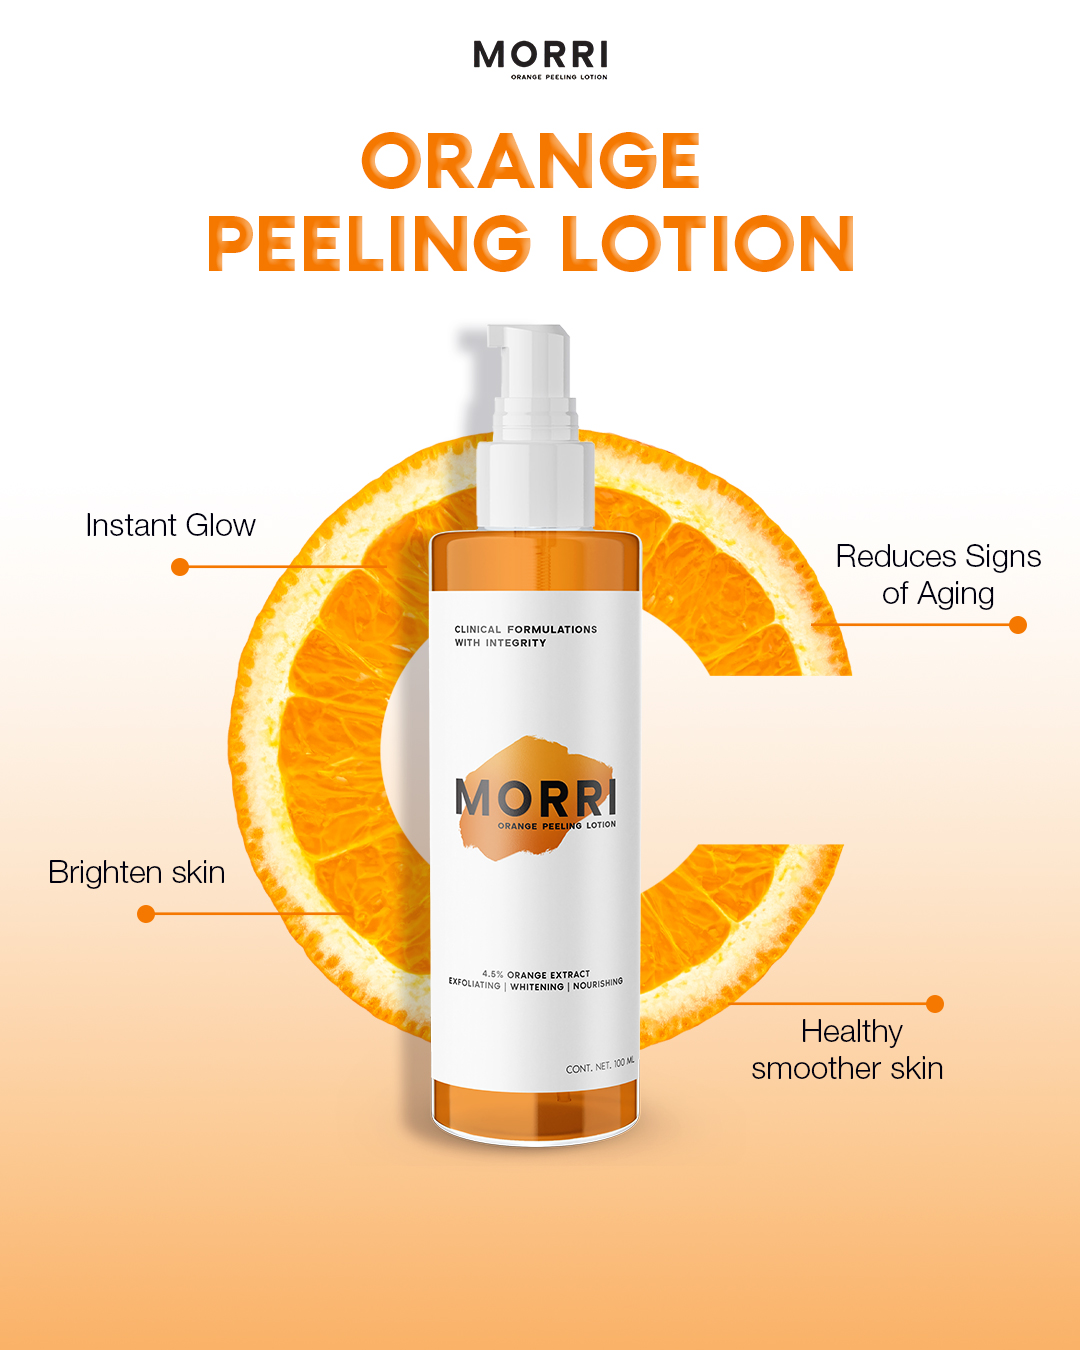 MORRI
ORANGE PEELING LOTION
ORANGE
PEELING LOTION
Instant Glow
Reduces Signs
of Aging
CLINICAL FORMULATIONS
WITH INTEGRITY
MORRI
ORANGE PEELING LOTION
Brighten skin
4.5% ORANGE EXTRACT
EXFOLIATING | WHITENING | NOURISHING
Healthy
smoother skin
CONT. NET. 100 ML